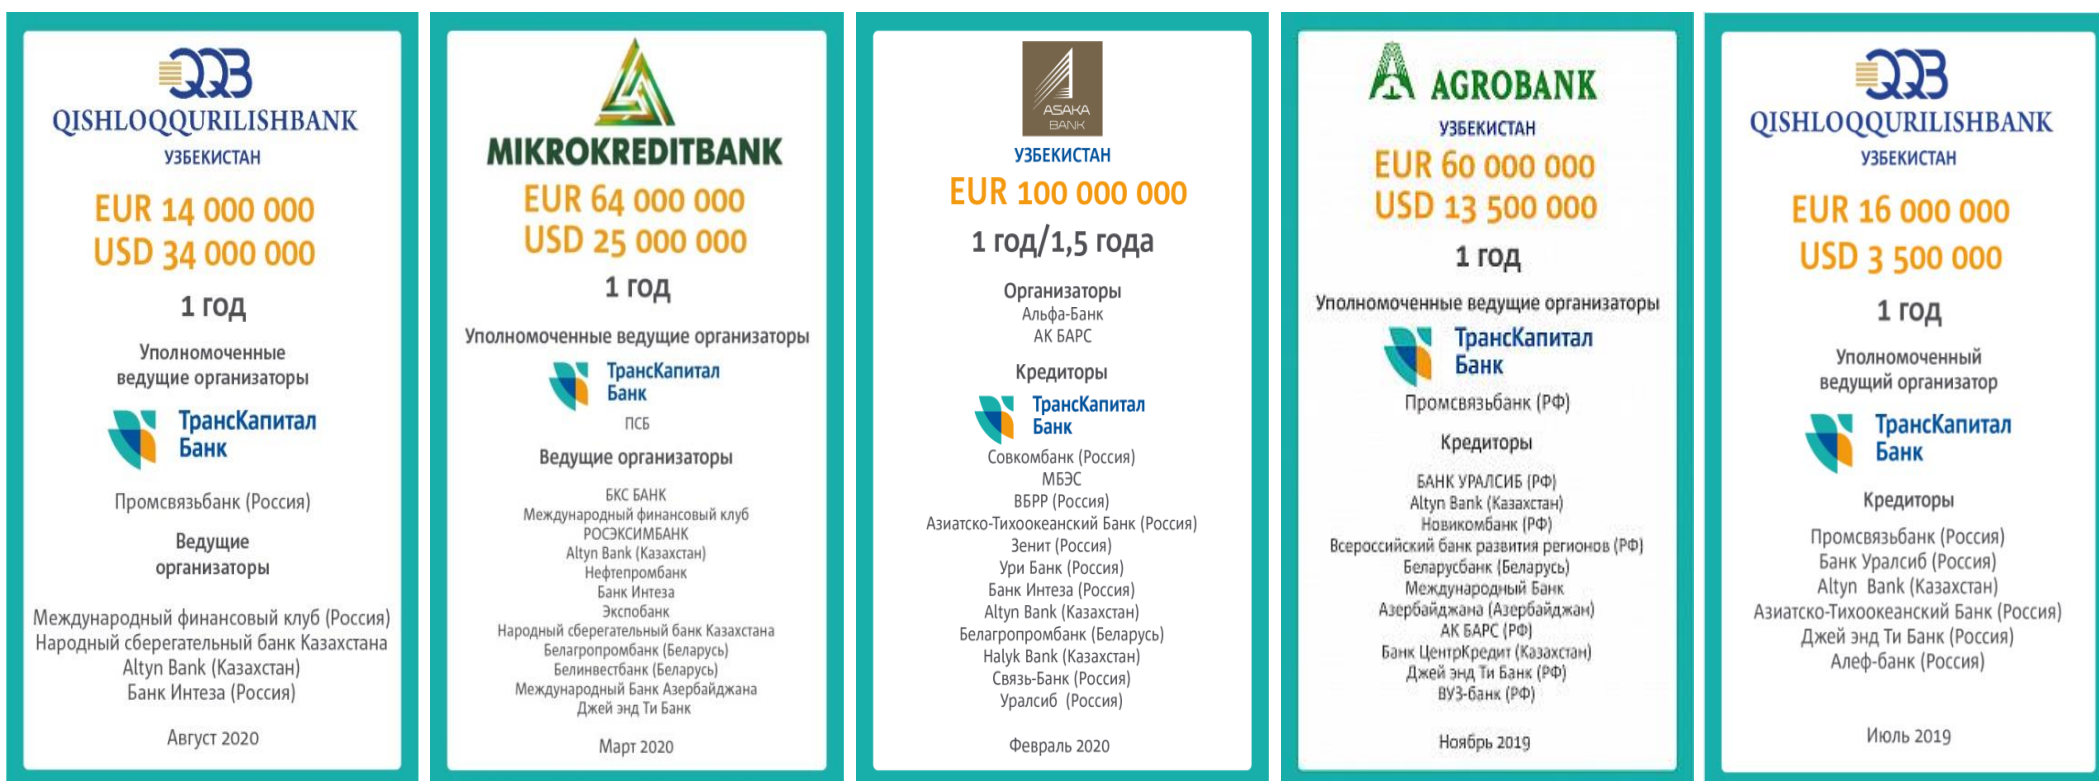 QQB
QISHLOQQURILISHBANK
УЗБЕКИСТАН
EUR 14 000 000
USD 34 000 000
1 год
Уполномоченные
ведущие организаторы
ТрансКапитал
Банк
Промсвязьбанк (Россия)
Ведущие
организаторы
Международный финансовый клуб (Россия)
Народный сберегательный банк Казахстана
Altyn Bank (Казахстан)
Банк Интеза (Россия)
Август 2020
MIKROKREDITBANK
EUR 64 000 000
USD 25 000 000
1 год
Уполномоченные ведущие организаторы
ТрансКапитал
Банк
ПСБ
Ведущие организаторы
БКС БАНК
Международный финансовый клуб
РОСЭКСИМБАНК
Altyn Bank (Казахстан)
Нефтепромбанк
Банк Интеза
Экспобанк
Народный сберегательный банк Казахстана
Белагропромбанк (Беларусь)
Белинвестбанк (Беларусь)
Международный Банк Азербайджана
Джей энд Ти Банк
Март 2020
ASAKA
BANK
УЗБЕКИСТАН
EUR 100 000 000
1 год/1,5 года
Организаторы
Альфа-Банк
АК БАРС
Кредиторы
ТрансКапитал
Банк
Совкомбанк (Россия)
МБЭС
ВБРР (Россия)
Азиатско-Тихоокеанский Банк (Россия)
Зенит (Россия)
Ури Банк (Россия)
Банк Интеза (Россия)
Altyn Bank (Казахстан)
Белагропромбанк (Беларусь)
Halyk Bank (Казахстан)
Связь-Банк (Россия)
Уралсиб (Россия)
Февраль 2020
AGROBANK
УЗБЕКИСТАН
EUR 60 000 000
USD 13 500 000
1 год
Уполномоченные ведущие организаторы
ТрансКапитал
Банк
Промсвязьбанк (РФ)
Кредиторы
БАНК УРАЛСИБ (РФ)
Altyn Bank (Казахстан)
Новикомбанк (РФ)
Всероссийский банк развития регионов (РФ)
Беларусбанк (Беларусь)
Международный Банк
Азербайджана (Азербайджан)
АК БАРС (РФ)
Банк ЦентрКредит (Казахстан)
Джей энд Ти Банк (РФ)
ВУЗ-банк (РФ)
Ноябрь 2019
QQB
QISHLOQQURILISHBANK
УЗБЕКИСТАН
EUR 16 000 000
USD 3 500 000
1 год
Уполномоченный
ведущий организатор
ТрансКапитал
Банк
Кредиторы
Промсвязьбанк (Россия)
Банк Уралсиб (Россия)
Altyn Bank (Казахстан)
Азиатско-Тихоокеанский Банк (Россия)
Джей энд Ти Банк (Россия)
Алеф-банк (Россия)
Июль 2019